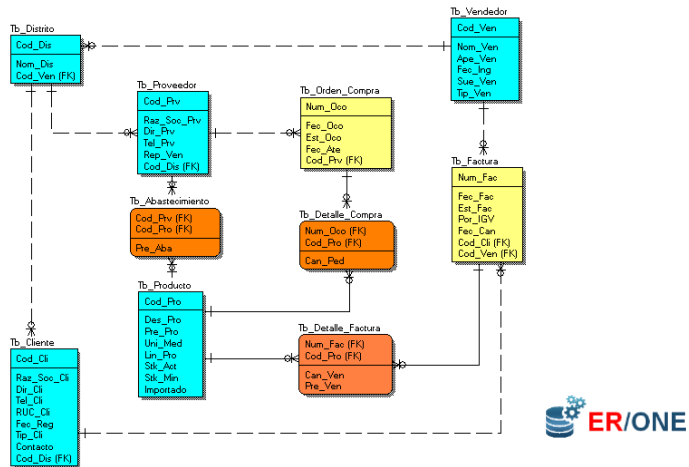 Tb_Distrito
Cod_Dis
Nom_Dis
Cod_Ven (FK)
Tb_Vendedor
Cod_Ven
Nom_Ven
Ape_Ven
Fec_Ing
Sue_Ven
Tip_Ven
Tb_Proveedor
Cod_Prv
Raz_Soc_Prv
Dir_Prv
Tel_Prv
Rep_Ven
Cod_Dis (FK)
Tb_Orden_Compra
Num_Oco
Fec_Oco
Est_Oco
Fec_Ate
Cod_Prv (FK)
Tb_Factura
Num_Fac
Fec_Fac
Est_Fac
Por_IGV
Fec_Can
Cod_Cli (FK)
Cod_Ven (FK)
Tb_Abastecimiento
Cod_Prv (FK)
Cod_Pro (FK)
Pre_Aba
Tb_Detalle_Compra
Num_Oco (FK)
Cod_Pro (FK)
Can_Ped
Tb_Producto
Cod_Pro
Des_Pro
Pre_Pro
Uni_Med
Lin_Pro
Stk_Act
Stk_Min
Importado
Tb_Detalle_Factura
Num_Fac (FK)
Cod_Pro (FK)
Can_Ven
Pre_Ven
Tb_Cliente
Cod_Cli
Raz_Soc_Cli
Dir_Cli
Tel_Cli
RUC_Cli
Fec_Reg
Tip_Cli
Contacto
Cod_Dis (FK)
ER/ONE